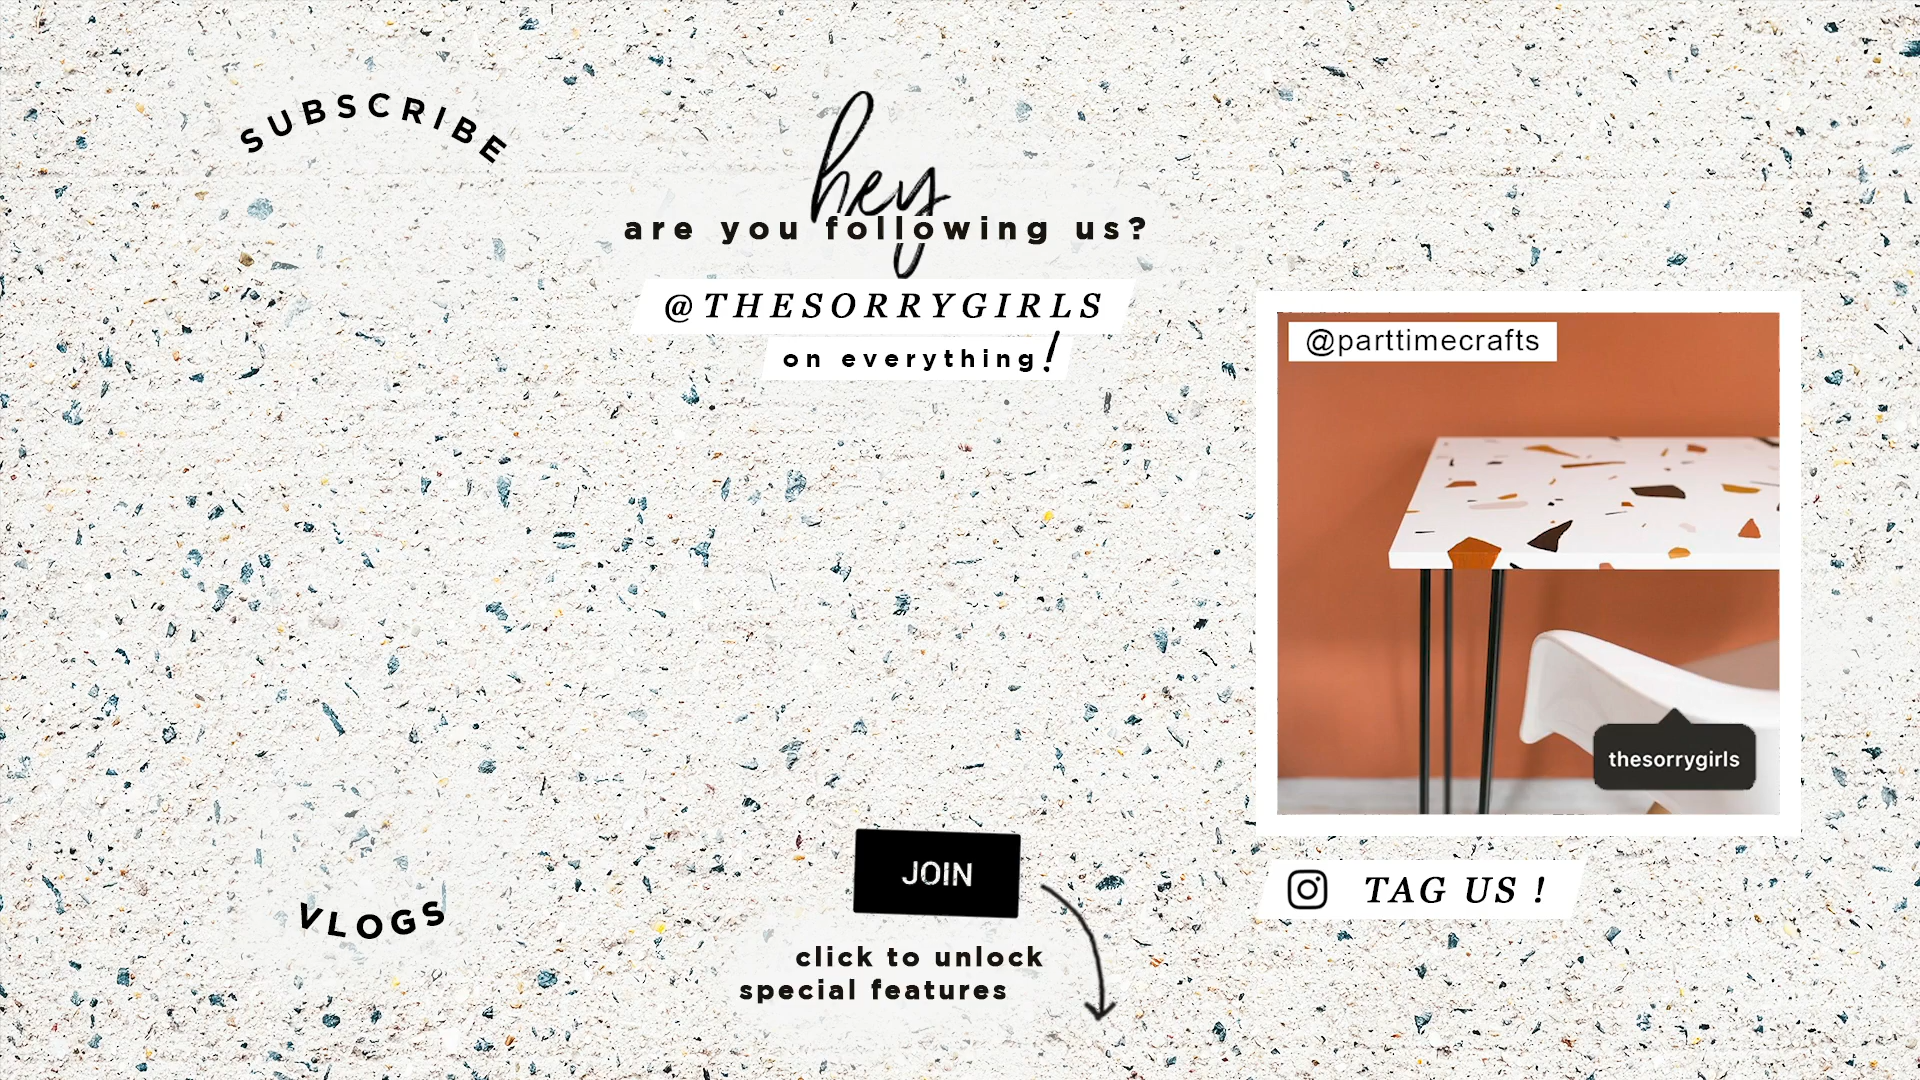 SUBSCRIBE
hey
are you following us?
@THESORRYGIRLS
on everything!
@parttimecrafts
thesorrygirls
TAG US !
JOIN
click to unlock
special features
VLOGS